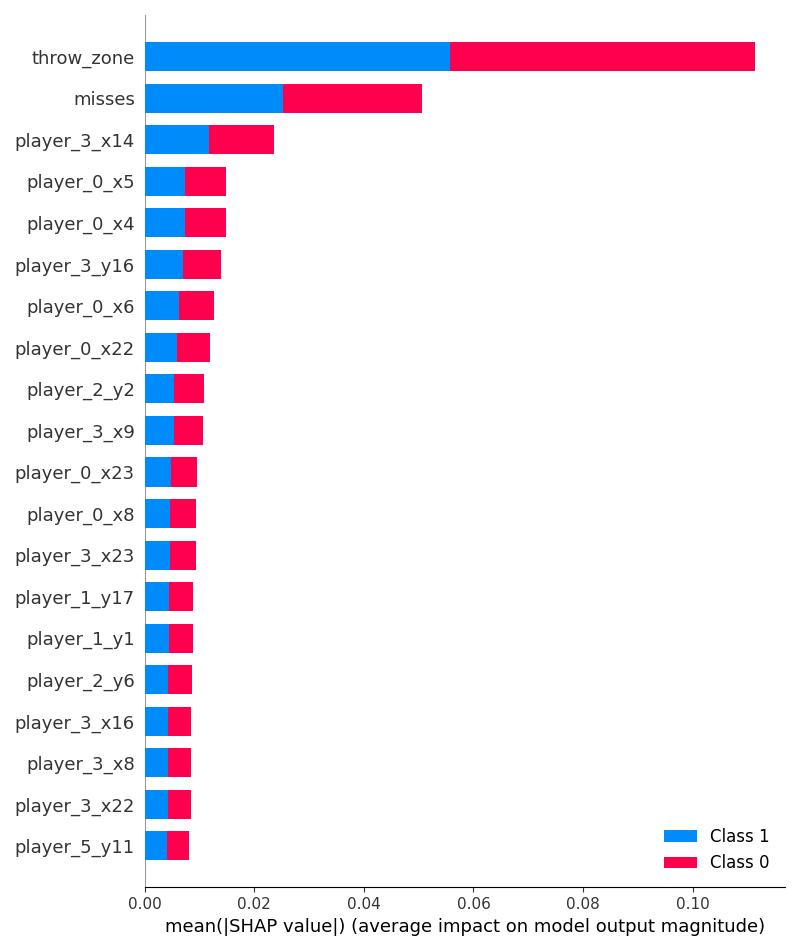 throw_zone
misses
player_3_x14
player_0_x5
player_0_x4
player_3_y16
player_0_x6
player_0_x22
player_2_y2
player_3_x9
player_0_x23
player_0_x8
player_3_x23
player_1_y17
player_1_y1
player_2_y6
player_3_x16
player_3_x8
player_3_x22
player_5_y11
Class 1
Class 0
0.00 0.02 0.04 0.06 0.08 0.10
mean(|SHAP value|) (average impact on model output magnitude)